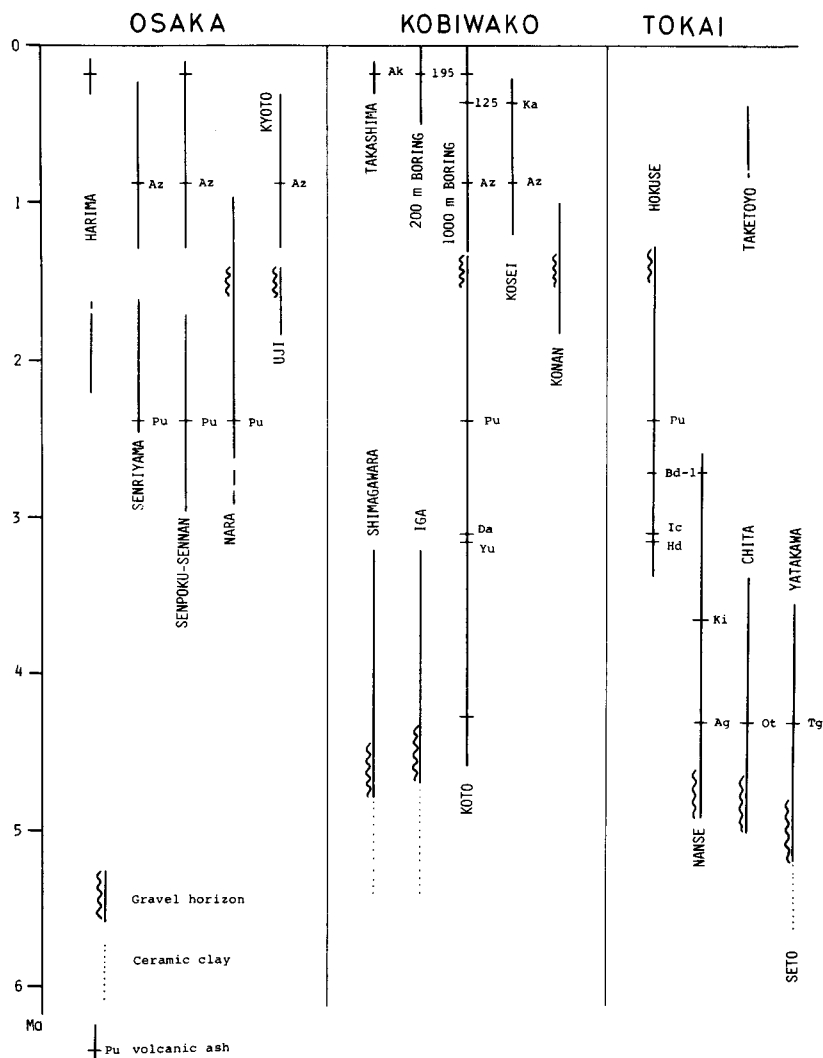 OSAKA KOBIWAKO TOKAI
0
Ak 195
125 Ka
TAKASHIMA
KYOTO
200 m BORING
1000 m BORING
HOKUSE
Az Az Az Az Az
1
HARIMA
TAKETOYO
KOSEI
2
UJI
KONAN
Pu Pu Pu Pu Pu
SENRIYAMA
Bd-1
SHIMAGAWARA
IGA
3
SENPOKU-SENNAN
NARA
Da Ic
Yu Hd
CHITA
YATAKAWA
Ki
4
Ag Ot Tg
KOTO
5
NANSE
Gravel horizon
Ceramic clay
SETO
6
Ma
Pu volcanic ash